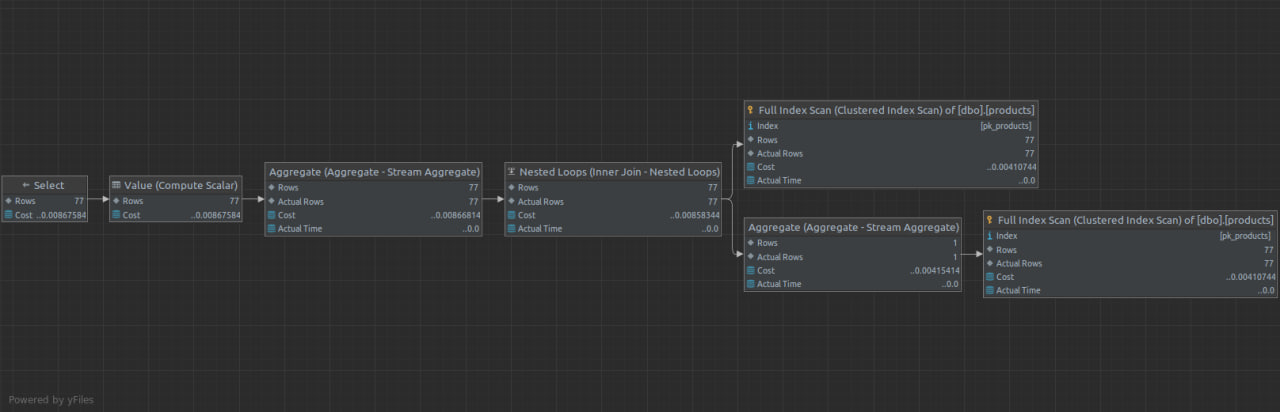 Select
Rows 77
Cost ..0.00867584
Value (Compute Scalar)
Rows 77
Cost ..0.00867584
Aggregate (Aggregate - Stream Aggregate)
Rows 77
Actual Rows 77
Cost ..0.00866814
Actual Time ..0.0
Nested Loops (Inner Join - Nested Loops)
Rows 77
Actual Rows 77
Cost ..0.00858344
Actual Time ..0.0
Full Index Scan (Clustered Index Scan) of [dbo].[products]
Index [pk_products]
Rows 77
Actual Rows 77
Cost ..0.00410744
Actual Time ..0.0
Aggregate (Aggregate - Stream Aggregate)
Rows 1
Actual Rows 1
Cost ..0.00415414
Actual Time ..0.0
Full Index Scan (Clustered Index Scan) of [dbo].[products]
Index [pk_products]
Rows 77
Actual Rows 77
Cost ..0.00410744
Actual Time ..0.0
Powered by yFiles